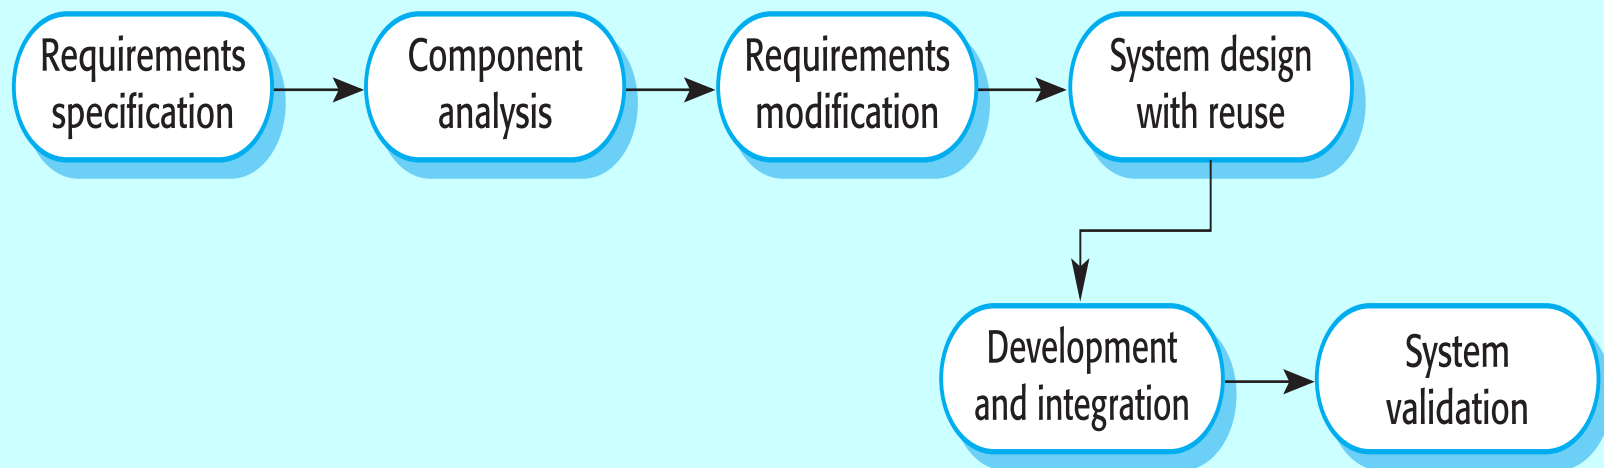 Requirements
specification
Component
analysis
Requirements
modification
System design
with reuse
Development
and integration
System
validation